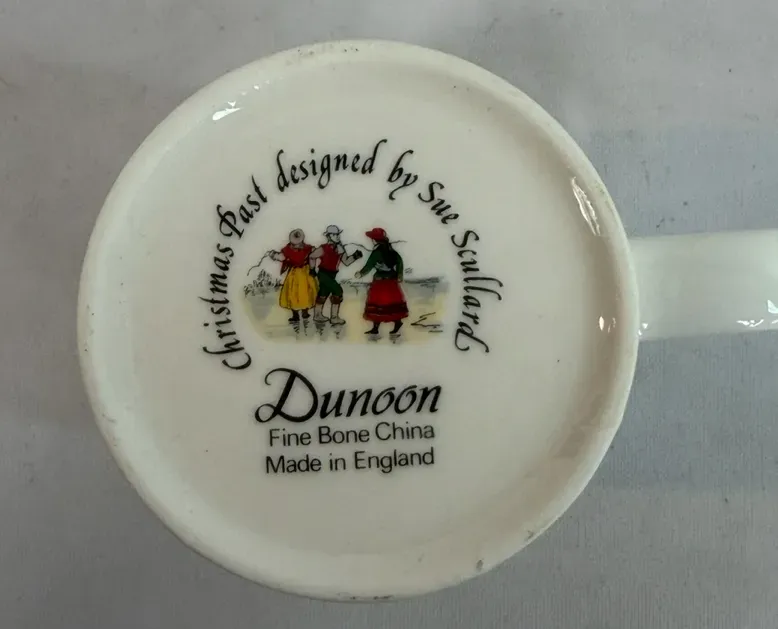 Christmas Past designed by Sue Scullard
Dunoon
Fine Bone China
Made in England